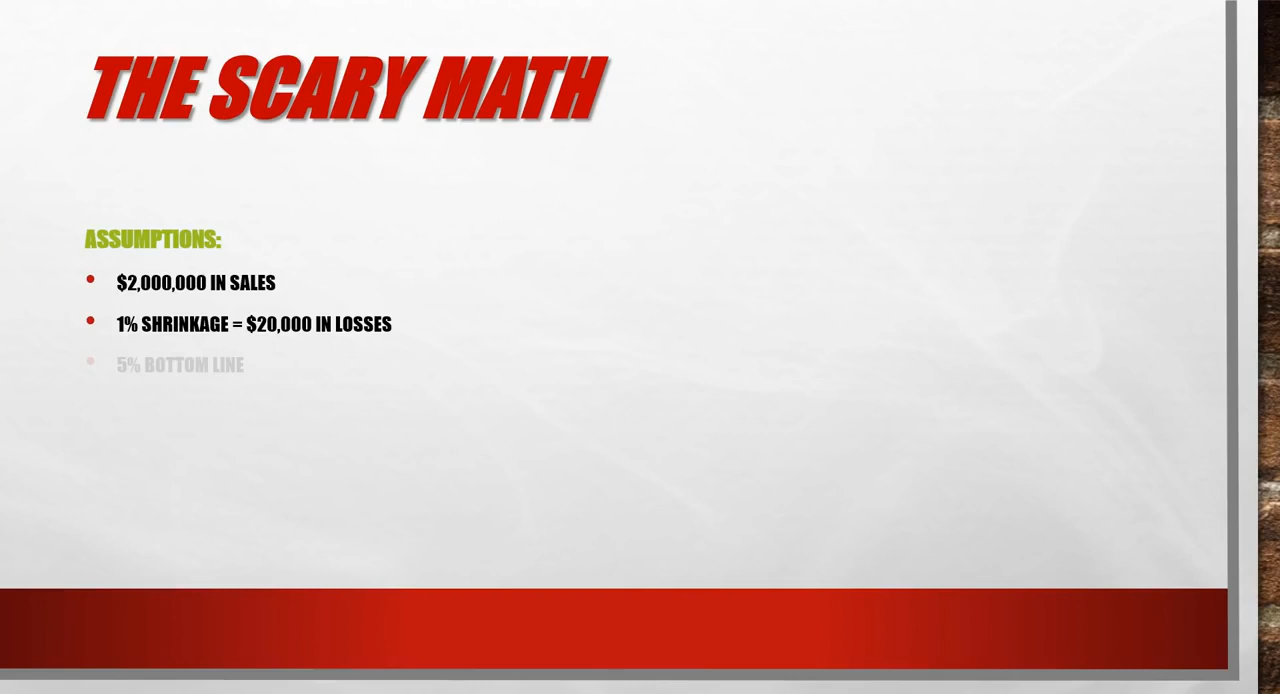 THE SCARY MATH
ASSUMPTIONS:
• $2,000,000 IN SALES
• 1% SHRINKAGE = $20,000 IN LOSSES
• 5% BOTTOM LINE